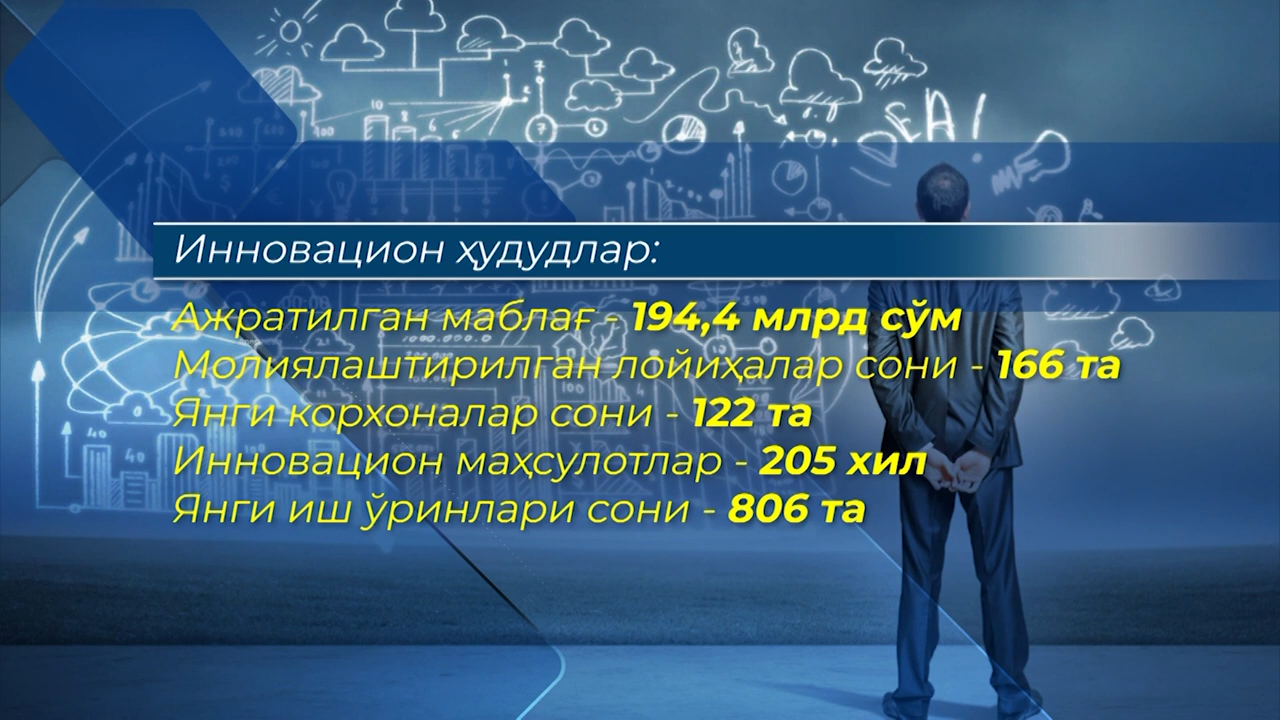 Инновацион ҳудудлар:
Ажратилган маблағ - 194,4 млрд сўм
Молиялаштирилган лойиҳалар сони - 166 та
Янги корхоналар сони - 122 та
Инновацион маҳсулотлар - 205 хил
Янги иш ўринлари сони - 806 та